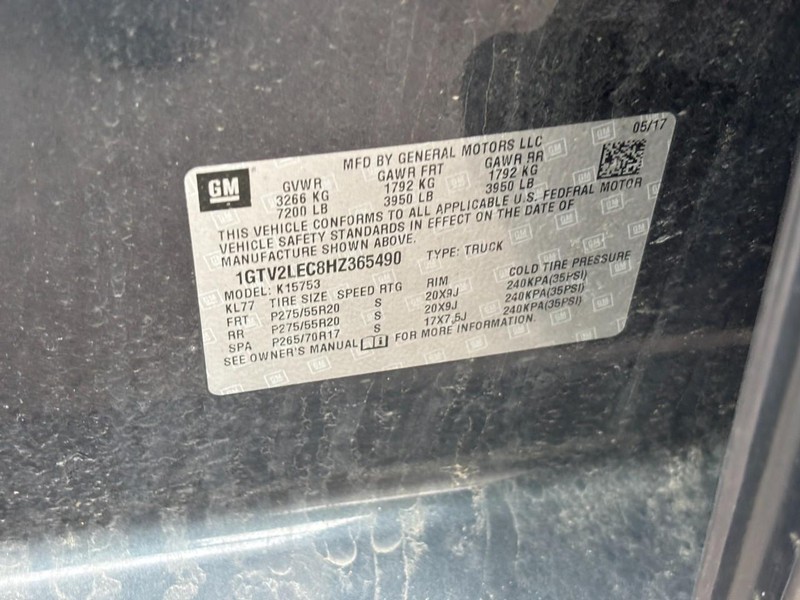 05/17
MFD BY GENERAL MOTORS LLC
GM
GVWR GAWR FRT GAWR RR
3266 KG 1792 KG 1792 KG
7200 LB 3950 LB 3950 LB
THIS VEHICLE CONFORMS TO ALL APPLICABLE U.S. FEDERAL MOTOR
VEHICLE SAFETY STANDARDS IN EFFECT ON THE DATE OF
MANUFACTURE SHOWN ABOVE.
1GTV2LEC8HZ365490 TYPE: TRUCK
MODEL: K15753
KL77 TIRE SIZE SPEED RTG RIM COLD TIRE PRESSURE
FRT P275/55R20 S 20X9J 240KPA(35PSI)
RR P275/55R20 S 20X9J 240KPA(35PSI)
SPA P265/70R17 S 17X7.5J 240KPA(35PSI)
SEE OWNER'S MANUAL FOR MORE INFORMATION.